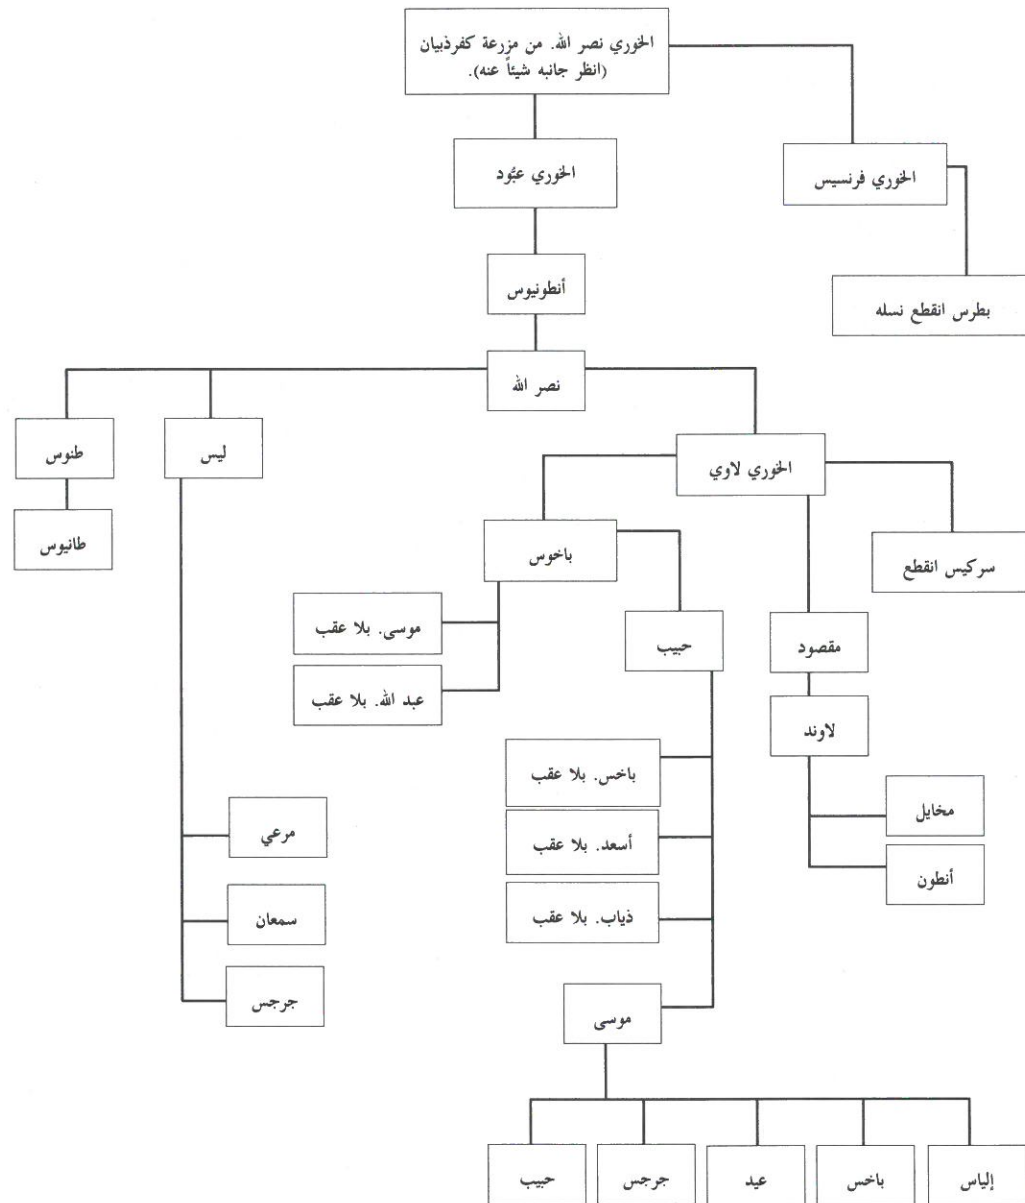 الخوري نصر الله. من مزرعة كفرذبيان
(انظر جانبه شيئاً عنه).
الخوري عبُّود
الخوري فرنسيس
أنطونيوس
بطرس انقطع نسله
نصر الله
طنوس
ليس
الخوري لاوي
طانيوس
باخوس
سركيس انقطع
موسى. بلا عقب
حبيب
مقصود
عبد الله. بلا عقب
لاوند
باخس. بلا عقب
مخايل
مرعي
أسعد. بلا عقب
أنطون
سمعان
ذياب. بلا عقب
جرجس
موسى
إلياس
باخس
عيد
جرجس
حبيب